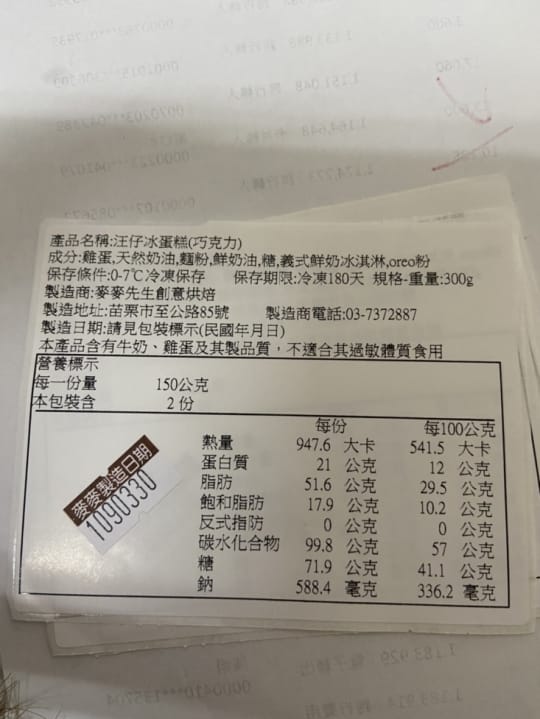 產品名稱:汪仔冰蛋糕(巧克力)
成分:雞蛋,天然奶油,麵粉,鮮奶油,糖,義式鮮奶冰淇淋,oreo粉
保存條件:0-7℃冷凍保存 保存期限:冷凍180天 規格-重量:300g
製造商:麥麥先生創意烘焙
製造地址:苗栗市至公路85號 製造商電話:03-7372887
製造日期:請見包裝標示(民國年月日)
本產品含有牛奶、雞蛋及其製品質，不適合其過敏體質食用
營養標示
每一份量 150公克
本包裝含 2 份
每份 每100公克
熱量 947.6 大卡 541.5 大卡
蛋白質 21 公克 12 公克
脂肪 51.6 公克 29.5 公克
飽和脂肪 17.9 公克 10.2 公克
反式指防 0 公克 0 公克
碳水化合物 99.8 公克 57 公克
糖 71.9 公克 41.1 公克
鈉 588.4 毫克 336.2 毫克
麥麥製造日期
1090330